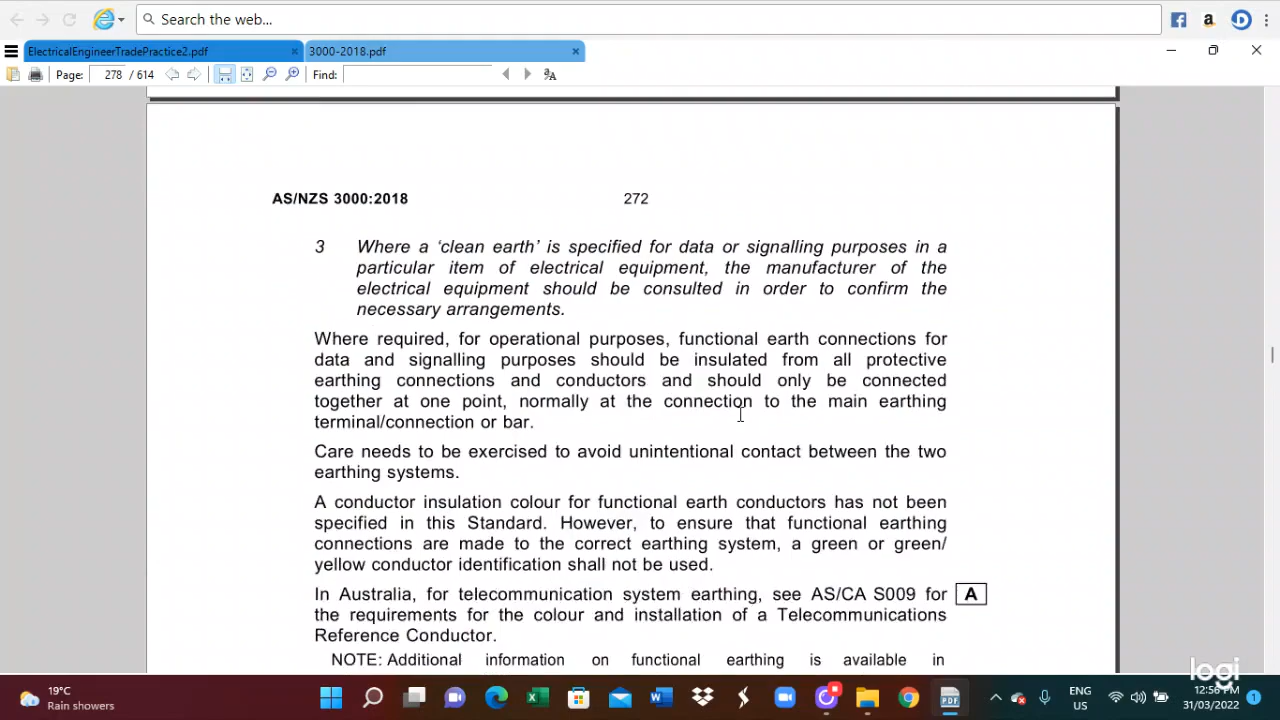 Search the web...
ElectricalEngineerTradePractice2.pdf
3000-2018.pdf
Page: 278 / 614 Find:
AS/NZS 3000:2018 272
3 Where a ‘clean earth’ is specified for data or signalling purposes in a
particular item of electrical equipment, the manufacturer of the
electrical equipment should be consulted in order to confirm the
necessary arrangements.
Where required, for operational purposes, functional earth connections for
data and signalling purposes should be insulated from all protective
earthing connections and conductors and should only be connected
together at one point, normally at the connection to the main earthing
terminal/connection or bar.
Care needs to be exercised to avoid unintentional contact between the two
earthing systems.
A conductor insulation colour for functional earth conductors has not been
specified in this Standard. However, to ensure that functional earthing
connections are made to the correct earthing system, a green or green/
yellow conductor identification shall not be used.
In Australia, for telecommunication system earthing, see AS/CA S009 for A
the requirements for the colour and installation of a Telecommunications
Reference Conductor.
NOTE: Additional information on functional earthing is available in
logi
19°C
Rain showers
ENG
US
12:56 PM
31/03/2022